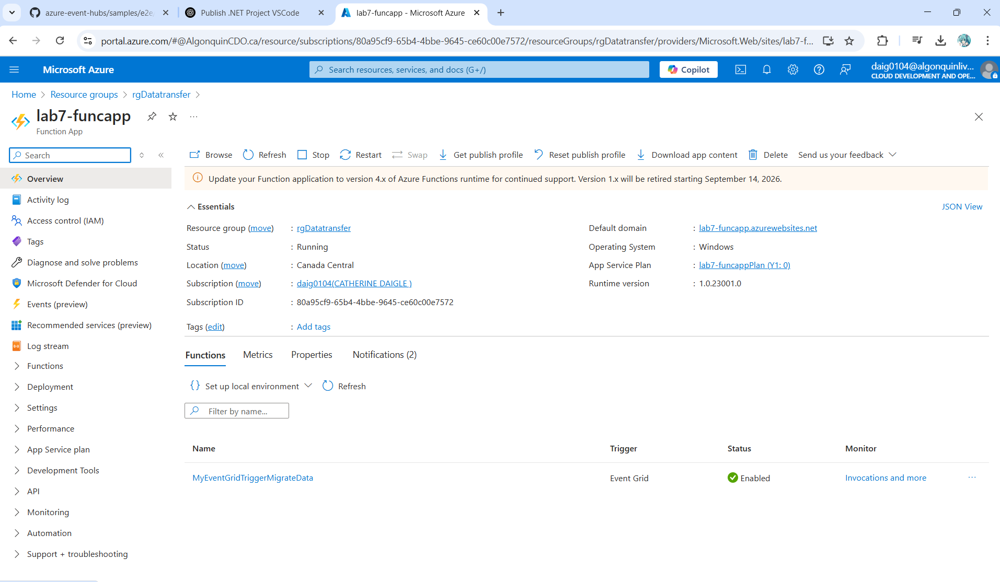 azure-event-hubs/samples/e2e/
Publish .NET Project VSCode
lab7-funcapp - Microsoft Azure
portal.azure.com/#@AlgonquinCDO.ca/resource/subscriptions/80a95cf9-65b4-4bbe-9645-ce60c00e7572/resourceGroups/rgDatatransfer/providers/Microsoft.Web/sites/lab7-f...
Microsoft Azure
Search resources, services, and docs (G+/)
Copilot
daig0104@algonquinliv...
CLOUD DEVELOPMENT AND OPE...
Home > Resource groups > rgDatatransfer >
lab7-funcapp
Function App
Search
Browse
Refresh
Stop
Restart
Swap
Get publish profile
Reset publish profile
Download app content
Delete
Send us your feedback
Overview
Activity log
Access control (IAM)
Tags
Diagnose and solve problems
Microsoft Defender for Cloud
Events (preview)
Recommended services (preview)
Log stream
Functions
Deployment
Settings
Performance
App Service plan
Development Tools
API
Monitoring
Automation
Support + troubleshooting
Update your Function application to version 4.x of Azure Functions runtime for continued support. Version 1.x will be retired starting September 14, 2026.
Essentials
JSON View
Resource group (move) : rgDatatransfer
Status : Running
Location (move) : Canada Central
Subscription (move) : daig0104(CATHERINE DAIGLE )
Subscription ID : 80a95cf9-65b4-4bbe-9645-ce60c00e7572
Tags (edit) : Add tags
Default domain : lab7-funcapp.azurewebsites.net
Operating System : Windows
App Service Plan : lab7-funcappPlan (Y1: 0)
Runtime version : 1.0.23001.0
Functions
Metrics
Properties
Notifications (2)
{} Set up local environment
Refresh
Filter by name...
Name Trigger Status Monitor
MyEventGridTriggerMigrateData Event Grid Enabled Invocations and more ...